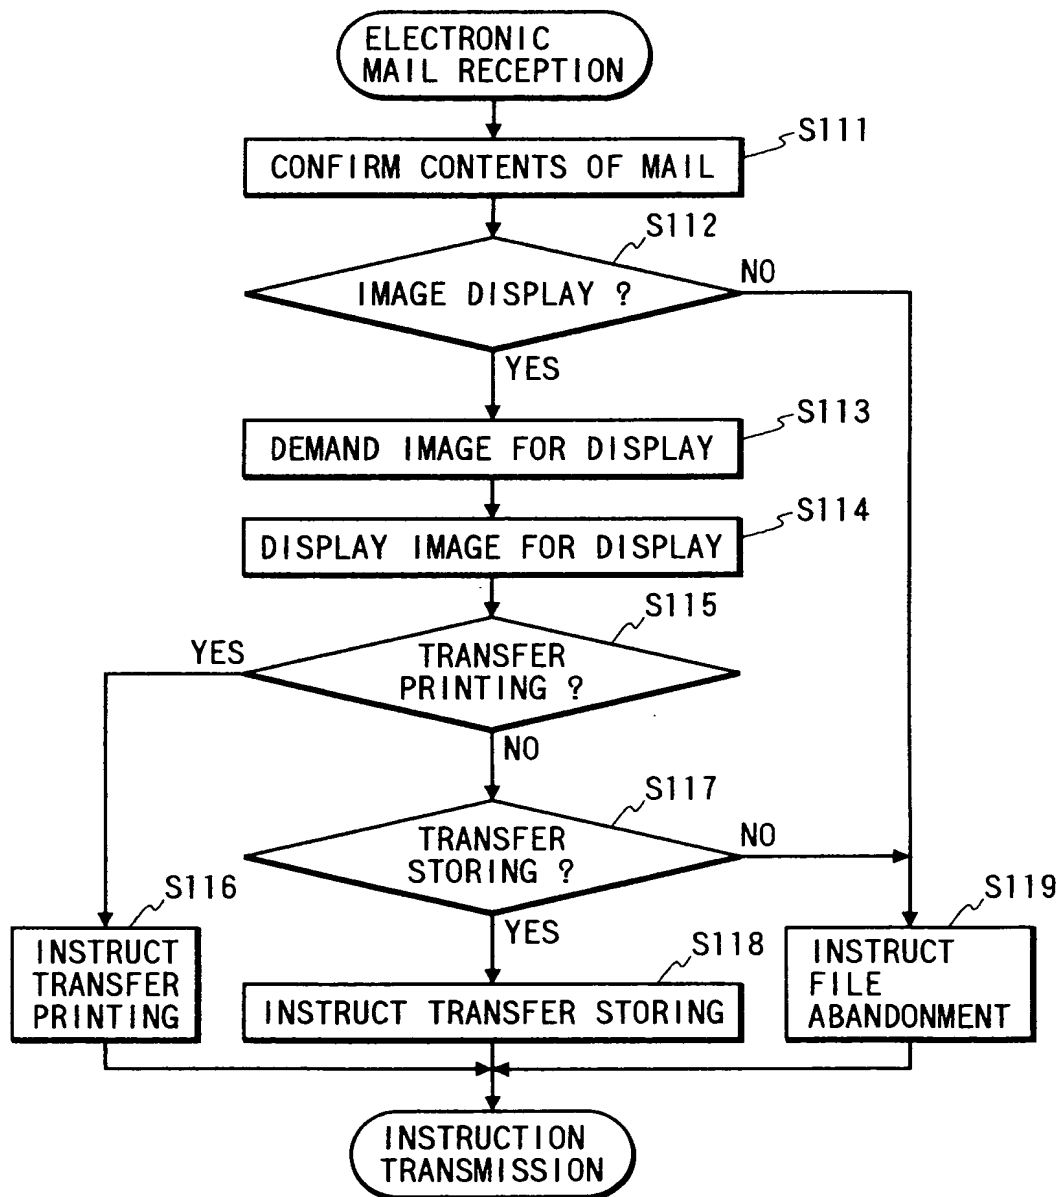 ELECTRONIC
MAIL RECEPTION
S111
CONFIRM CONTENTS OF MAIL
S112
IMAGE DISPLAY ?
NO
YES
S113
DEMAND IMAGE FOR DISPLAY
S114
DISPLAY IMAGE FOR DISPLAY
S115
YES
TRANSFER
PRINTING ?
NO
S117
TRANSFER
STORING ?
NO
YES
S116
INSTRUCT
TRANSFER
PRINTING
S118
INSTRUCT TRANSFER STORING
S119
INSTRUCT
FILE
ABANDONMENT
INSTRUCTION
TRANSMISSION